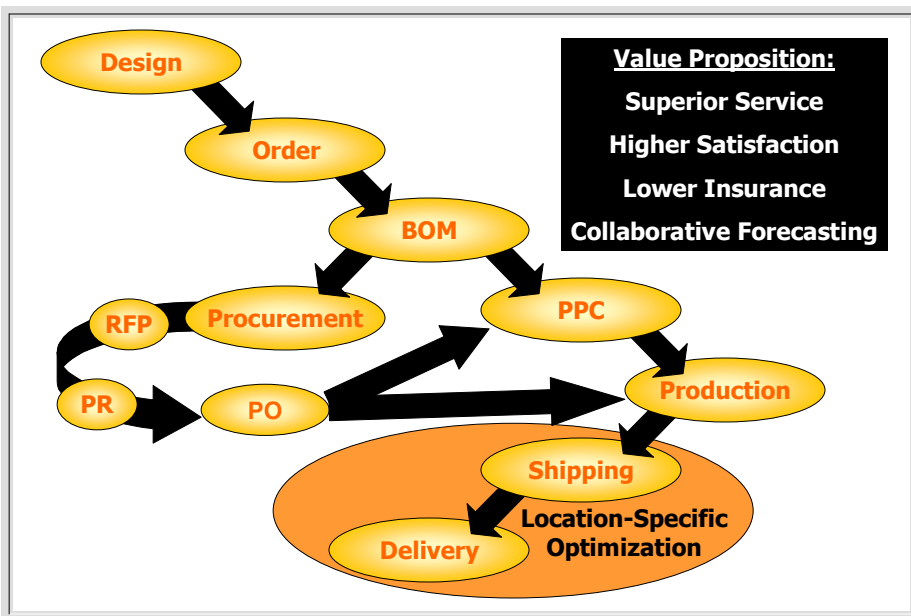 Design
Value Proposition:
Superior Service
Higher Satisfaction
Lower Insurance
Collaborative Forecasting
Order
BOM
Procurement
PPC
RFP
PR
PO
Production
Shipping
Location-Specific
Optimization
Delivery